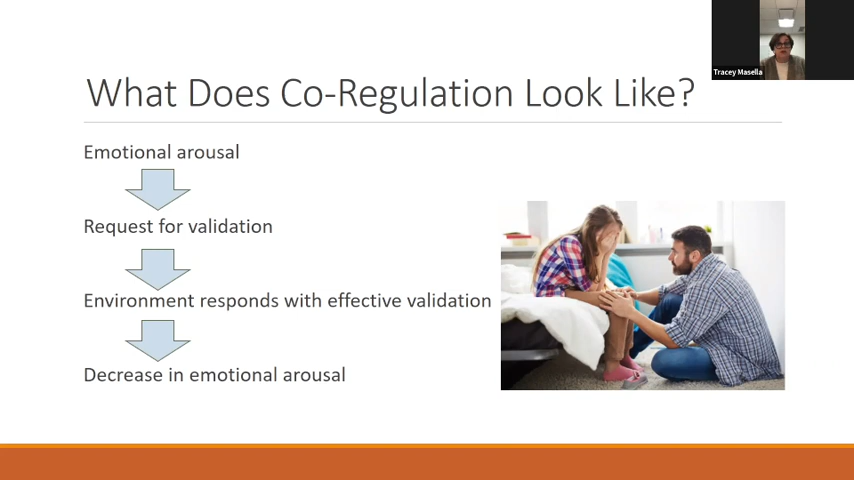 Tracey Masella
What Does Co-Regulation Look Like?
Emotional arousal
Request for validation
Environment responds with effective validation
Decrease in emotional arousal